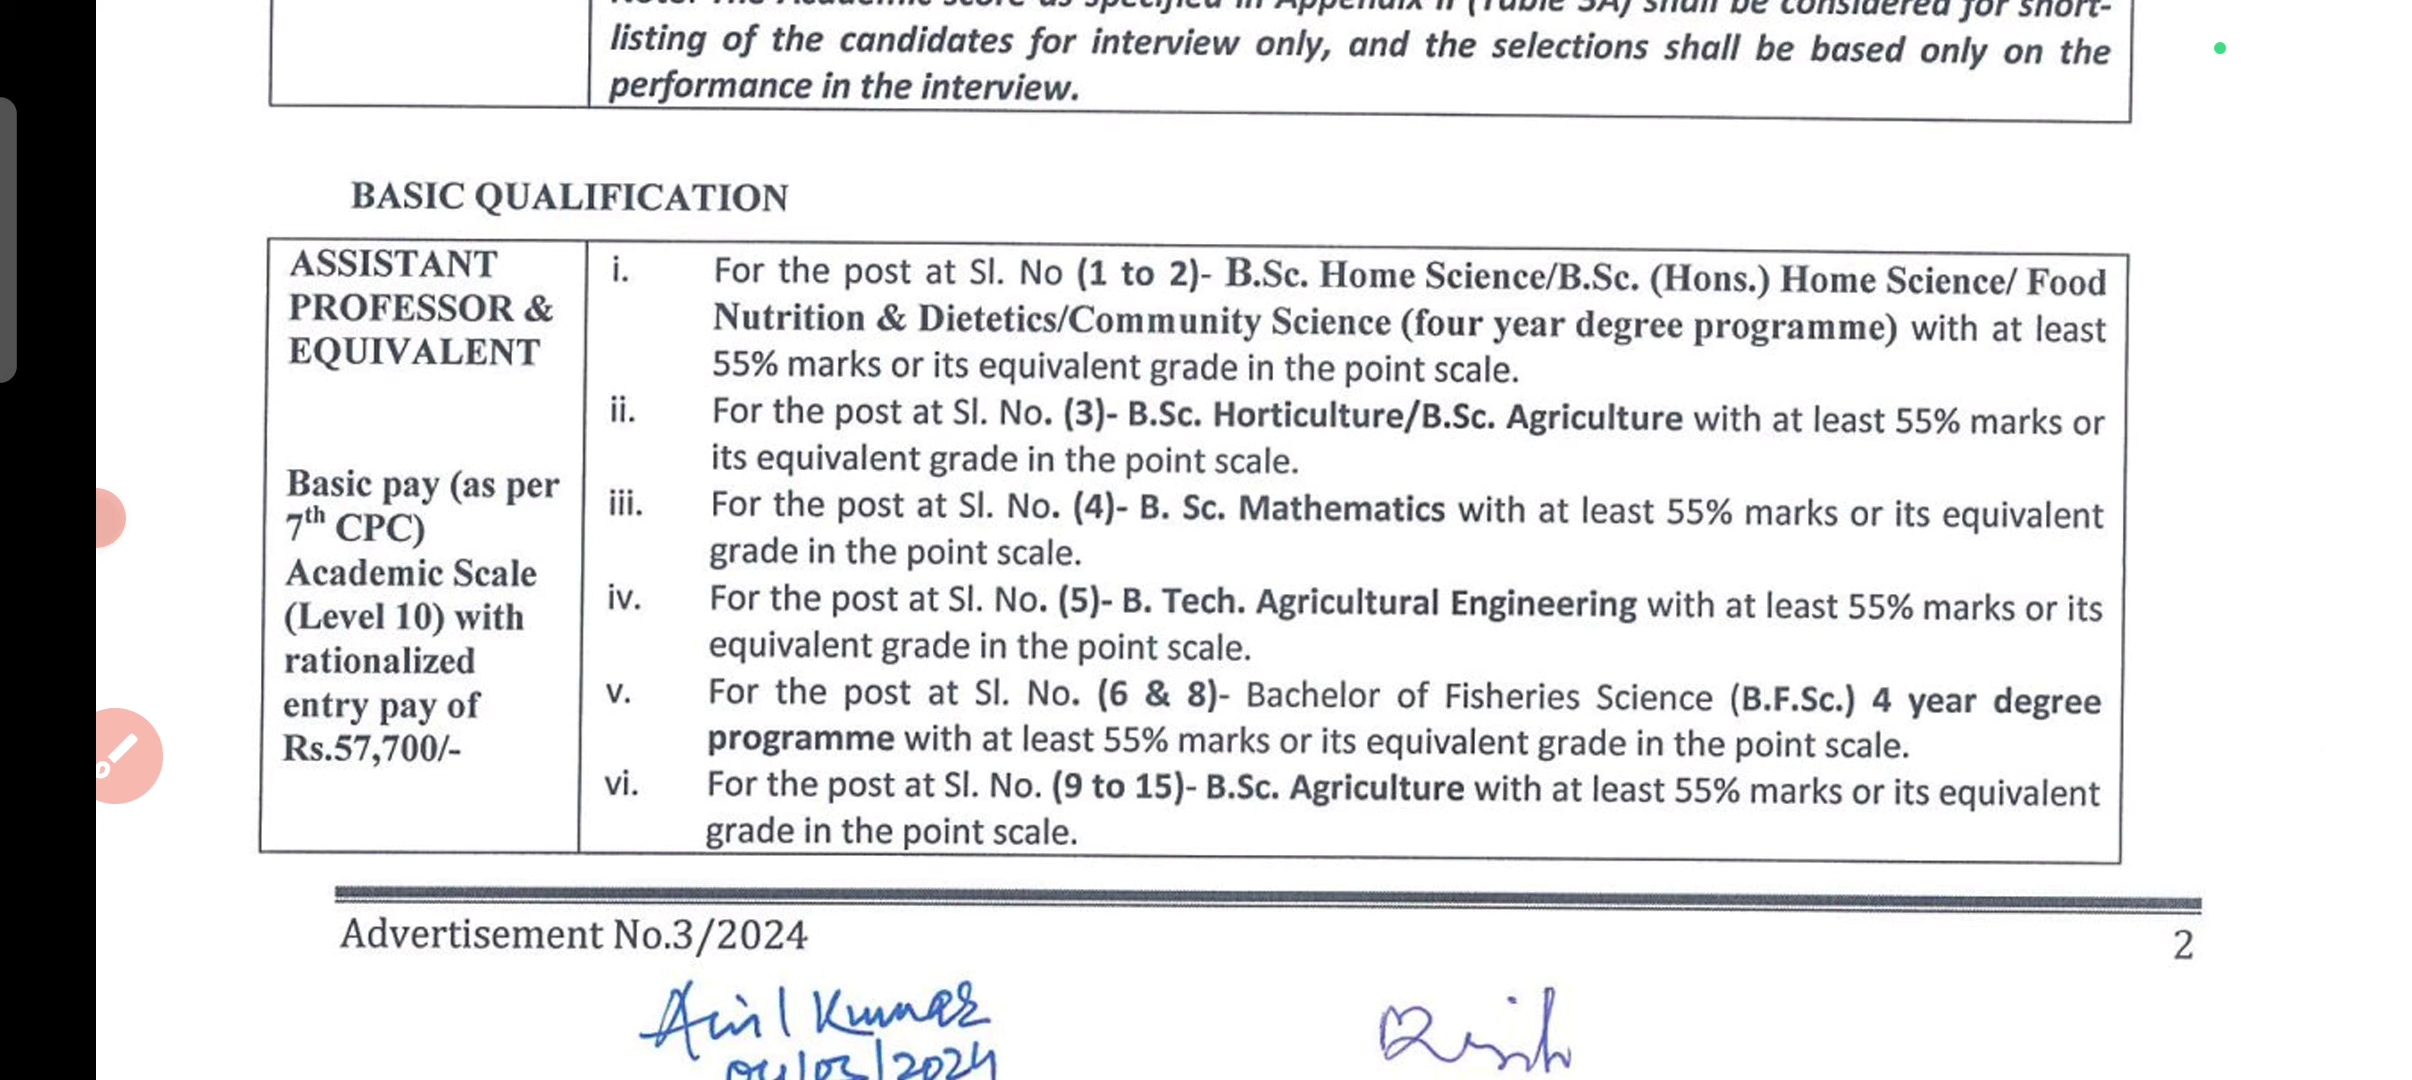 listing of the candidates for interview only, and the selections shall be based only on the
performance in the interview.
BASIC QUALIFICATION
ASSISTANT
PROFESSOR &
EQUIVALENT
Basic pay (as per
7th CPC)
Academic Scale
(Level 10) with
rationalized
entry pay of
Rs.57,700/-
i. For the post at Sl. No (1 to 2)- B.Sc. Home Science/B.Sc. (Hons.) Home Science/ Food
Nutrition & Dietetics/Community Science (four year degree programme) with at least
55% marks or its equivalent grade in the point scale.
ii. For the post at Sl. No. (3)- B.Sc. Horticulture/B.Sc. Agriculture with at least 55% marks or
its equivalent grade in the point scale.
iii. For the post at Sl. No. (4)- B. Sc. Mathematics with at least 55% marks or its equivalent
grade in the point scale.
iv. For the post at Sl. No. (5)- B. Tech. Agricultural Engineering with at least 55% marks or its
equivalent grade in the point scale.
v. For the post at Sl. No. (6 & 8)- Bachelor of Fisheries Science (B.F.Sc.) 4 year degree
programme with at least 55% marks or its equivalent grade in the point scale.
vi. For the post at Sl. No. (9 to 15)- B.Sc. Agriculture with at least 55% marks or its equivalent
grade in the point scale.
Advertisement No.3/2024
2
Anil Kumar